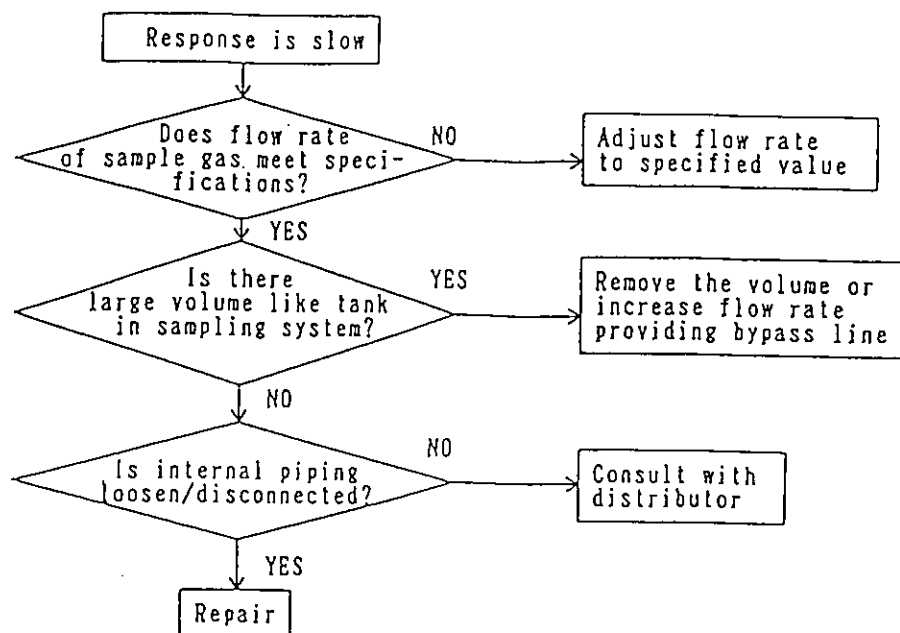 Response is slow
Does flow rate
of sample gas meet speci-
fications?
NO
Adjust flow rate
to specified value
YES
Is there
large volume like tank
in sampling system?
YES
Remove the volume or
increase flow rate
providing bypass line
NO
Is internal piping
loosen/disconnected?
NO
Consult with
distributor
YES
Repair